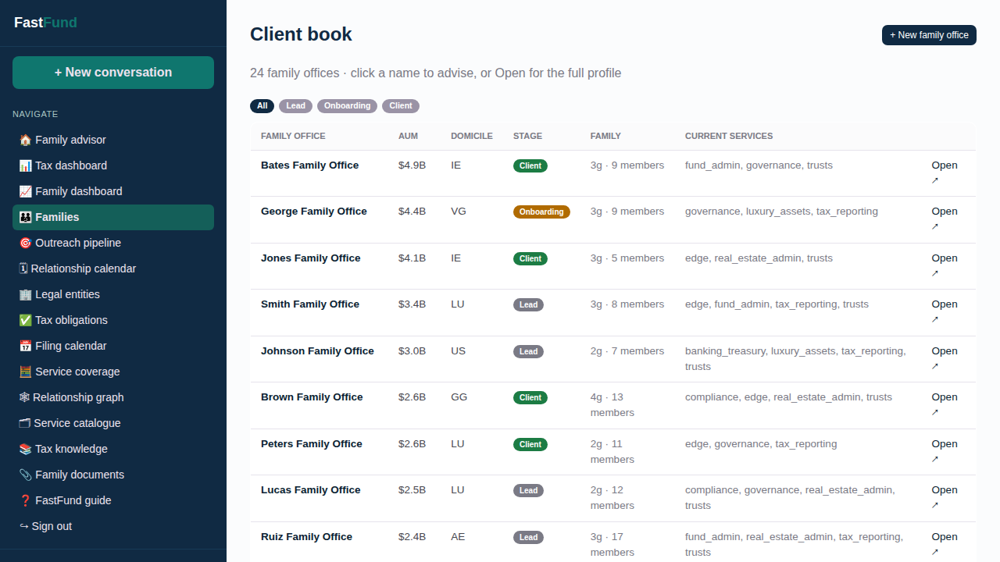 FastFund
+ New conversation
NAVIGATE
🏠 Family advisor
📊 Tax dashboard
📈 Family dashboard
👪 Families
🎯 Outreach pipeline
🗓 Relationship calendar
🏢 Legal entities
✅ Tax obligations
📅 Filing calendar
🧮 Service coverage
🕸 Relationship graph
🗂 Service catalogue
📚 Tax knowledge
📎 Family documents
❓ FastFund guide
↪ Sign out
Client book
+ New family office
24 family offices · click a name to advise, or Open for the full profile
All Lead Onboarding Client
FAMILY OFFICE AUM DOMICILE STAGE FAMILY CURRENT SERVICES
Bates Family Office $4.9B IE Client 3g · 9 members fund_admin, governance, trusts Open ↗
George Family Office $4.4B VG Onboarding 3g · 9 members governance, luxury_assets, tax_reporting Open ↗
Jones Family Office $4.1B IE Client 3g · 5 members edge, real_estate_admin, trusts Open ↗
Smith Family Office $3.4B LU Lead 3g · 8 members edge, fund_admin, tax_reporting, trusts Open ↗
Johnson Family Office $3.0B US Lead 2g · 7 members banking_treasury, luxury_assets, tax_reporting, trusts Open ↗
Brown Family Office $2.6B GG Client 4g · 13 members compliance, edge, real_estate_admin, trusts Open ↗
Peters Family Office $2.6B LU Client 2g · 11 members edge, governance, tax_reporting Open ↗
Lucas Family Office $2.5B LU Lead 2g · 12 members compliance, governance, real_estate_admin, trusts Open ↗
Ruiz Family Office $2.4B AE Lead 3g · 17 members fund_admin, real_estate_admin, tax_reporting, trusts Open ↗